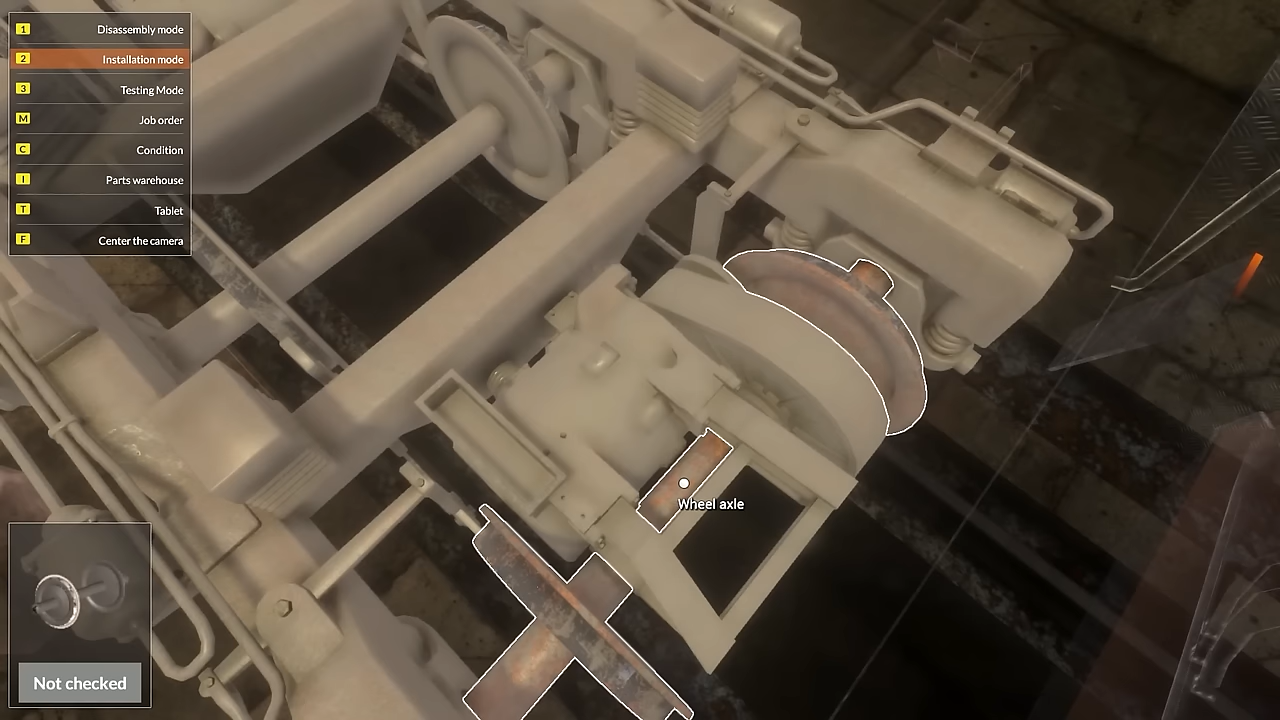 1 Disassembly mode
2 Installation mode
3 Testing Mode
M Job order
C Condition
I Parts warehouse
T Tablet
F Center the camera
Wheel axle
Not checked